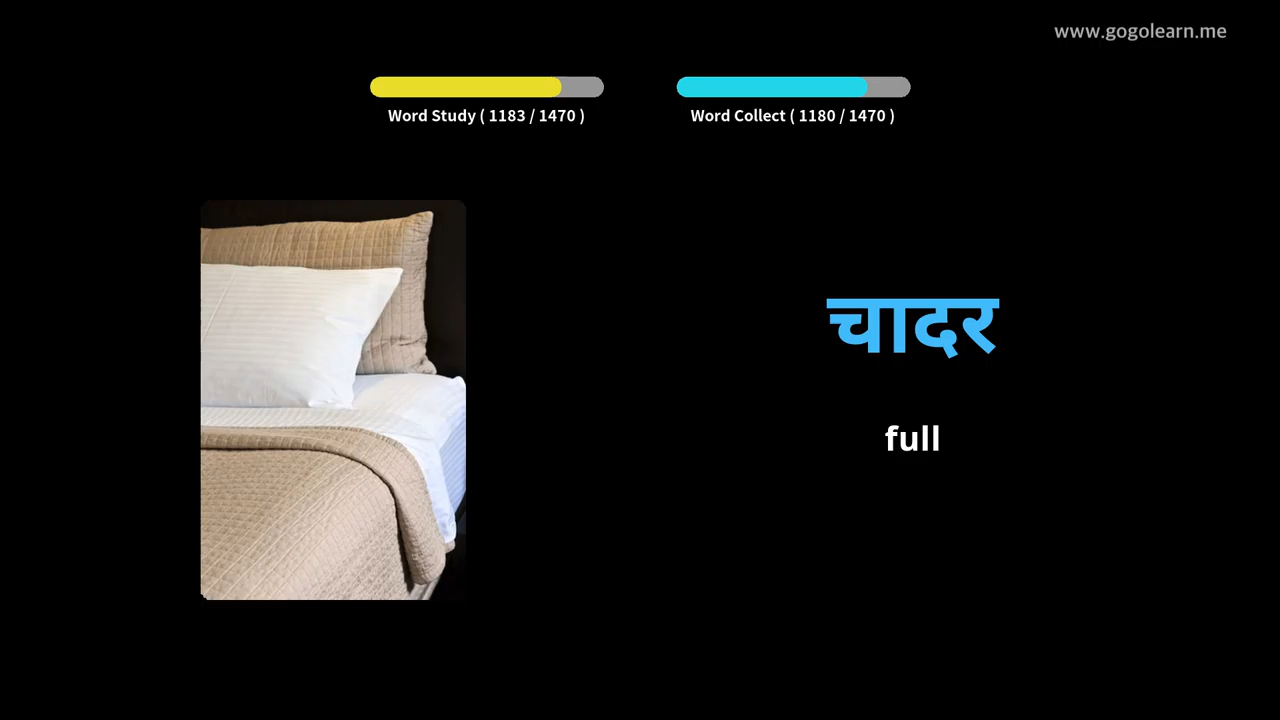 www.gogolearn.me
Word Study ( 1183 / 1470 )
Word Collect ( 1180 / 1470 )
चादर
full